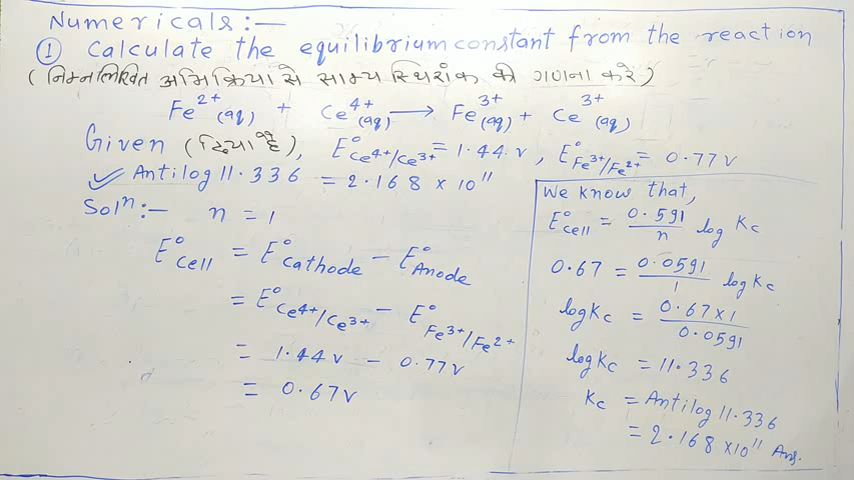 Numericals:—
① Calculate the equilibrium constant from the reaction
(निम्नलिखित अभिक्रिया से साम्य स्थिरांक की गणना करे)
Fe²⁺(aq) + Ce⁴⁺(aq) ⟶ Fe³⁺(aq) + Ce³⁺(aq)
Given (दिया है), E°Ce⁴⁺/Ce³⁺ = 1.44 v, E°Fe³⁺/Fe²⁺ = 0.77v
✓ Antilog 11.336 = 2.168 × 10¹¹
Solⁿ:— n = 1
E°Cell = E°Cathode − E°Anode
= E°Ce⁴⁺/Ce³⁺ − E°Fe³⁺/Fe²⁺
= 1.44v − 0.77v
= 0.67v
We know that,
E°Cell = 0.591/n log Kc
0.67 = 0.0591/1 log Kc
log Kc = 0.67×1/0.0591
log Kc = 11.336
Kc = Antilog 11.336
= 2.168 ×10¹¹ Ans.